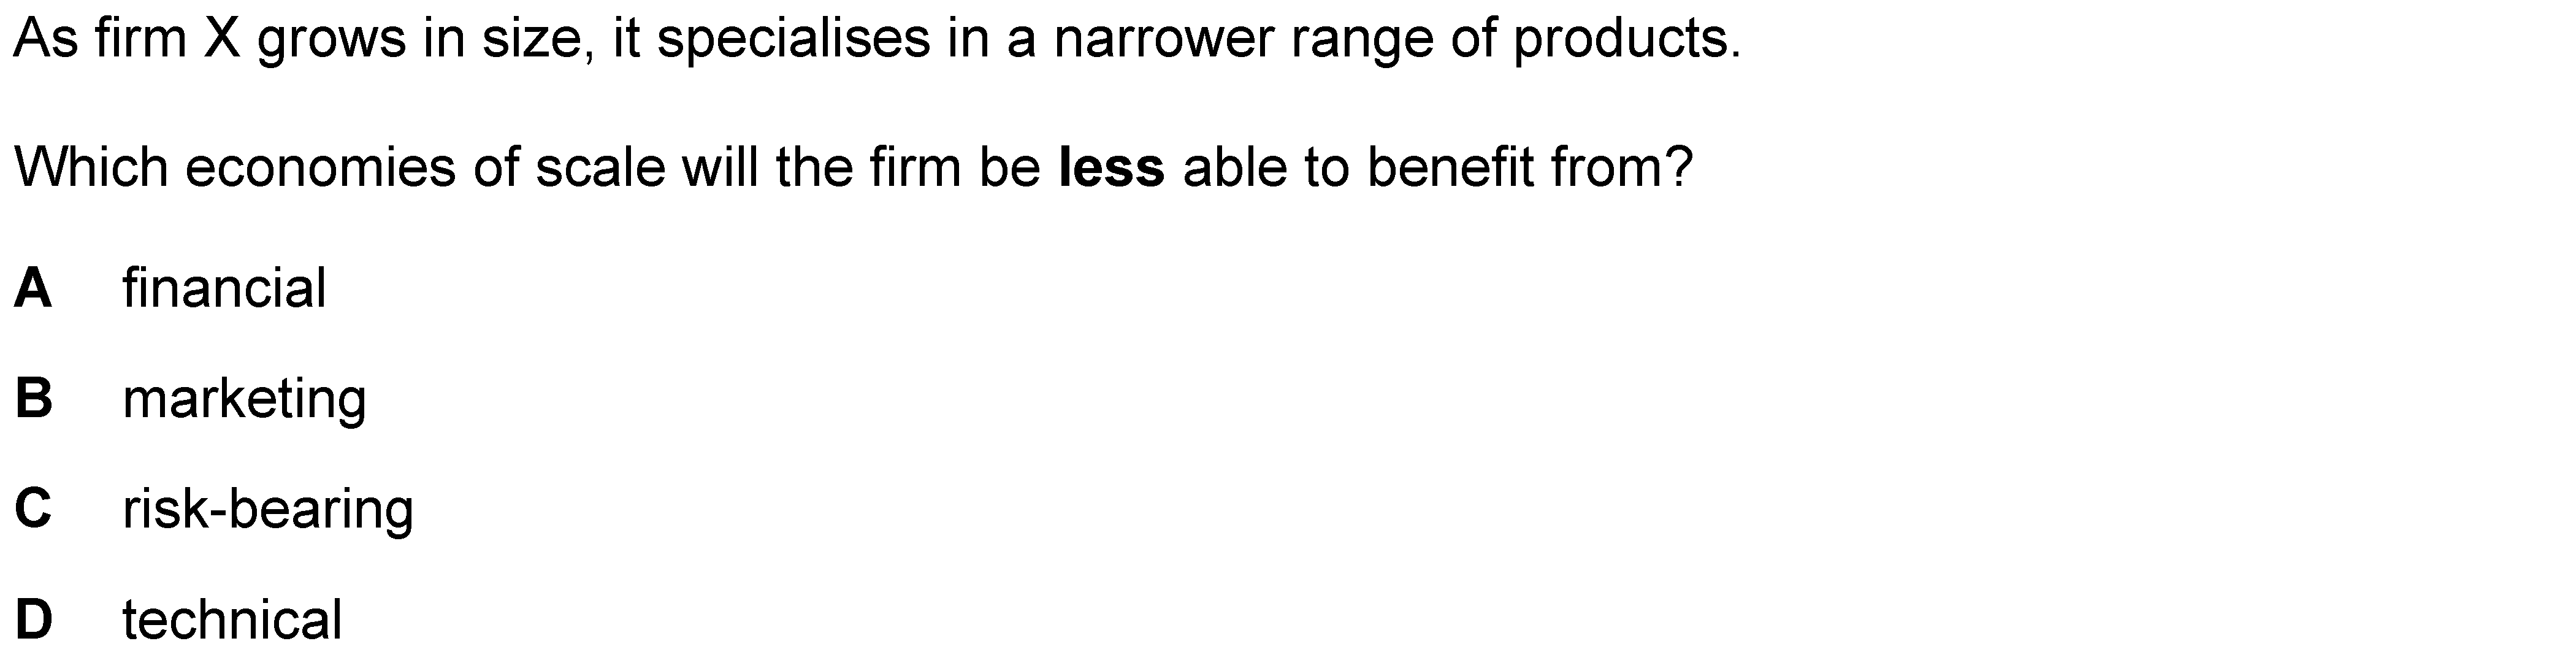 As firm X grows in size, it specialises in a narrower range of products.
Which economies of scale will the firm be less able to benefit from?
A financial
B marketing
C risk-bearing
D technical